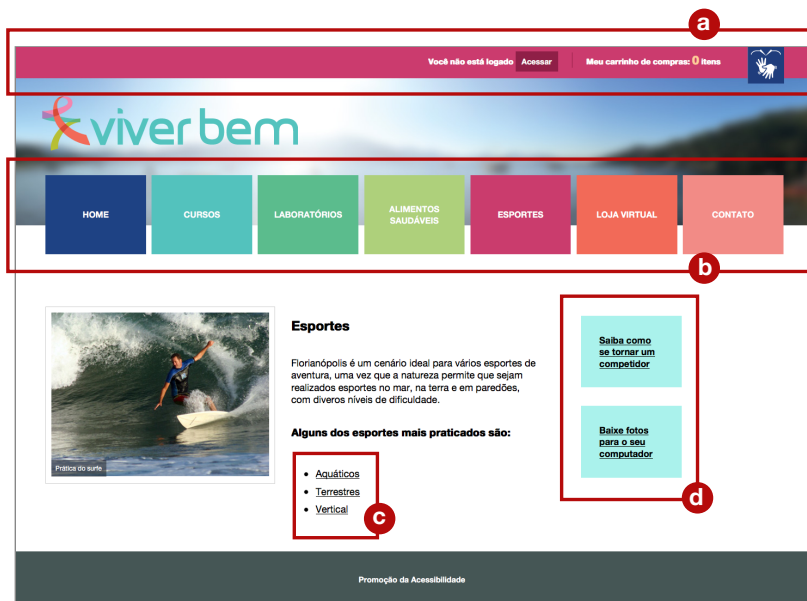 a
Você não está logado Acessar Meu carrinho de compras: 0 itens
viver bem
HOME CURSOS LABORATÓRIOS ALIMENTOS SAUDÁVEIS ESPORTES LOJA VIRTUAL CONTATO
b
Esportes
Florianópolis é um cenário ideal para vários esportes de
aventura, uma vez que a natureza permite que sejam
realizados esportes no mar, na terra e em paredões,
com diveros níveis de dificuldade.
Alguns dos esportes mais praticados são:
Prática do surfe
• Aquáticos
• Terrestres
• Vertical
c
Saiba como
se tornar um
competidor
Baixe fotos
para o seu
computador
d
Promoção da Acessibilidade